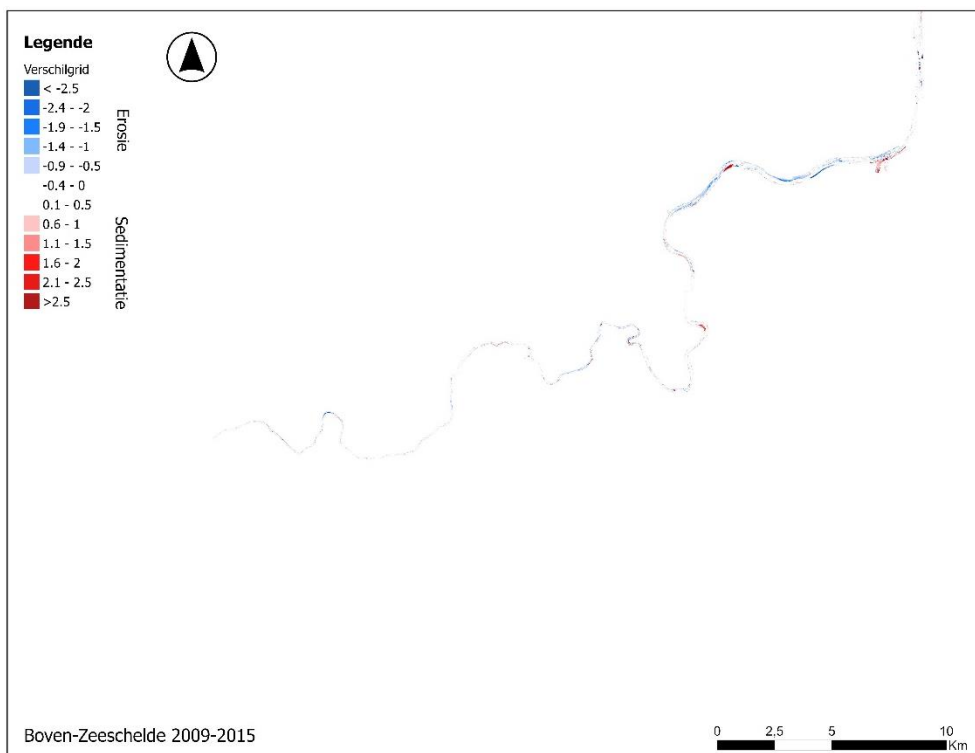 Legende
Verschilgrid
< -2.5
-2.4 - -2
-1.9 - -1.5
-1.4 - -1
-0.9 - -0.5
-0.4 - 0
0.1 - 0.5
0.6 - 1
1.1 - 1.5
1.6 - 2
2.1 - 2.5
>2.5
Erosie
Sedimentatie
Boven-Zeeschelde 2009-2015
0 2,5 5 10
Km